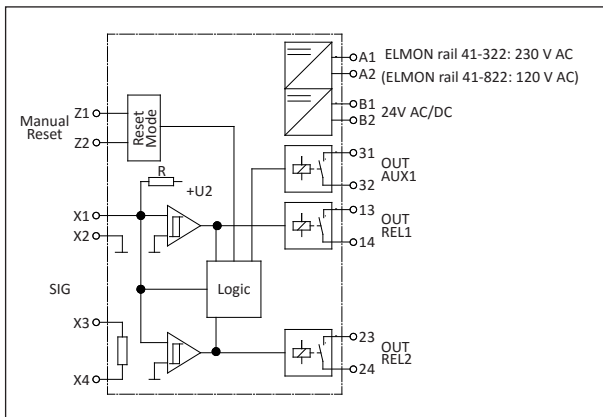 A1 ELMON rail 41-322: 230 V AC
A2 (ELMON rail 41-822: 120 V AC)
B1
24V AC/DC
B2
Manual
Reset
Z1
Z2
Reset
Mode
31
OUT
AUX1
32
R
+U2
X1
X2
13
OUT
REL1
14
SIG
Logic
X3
X4
23
OUT
REL2
24